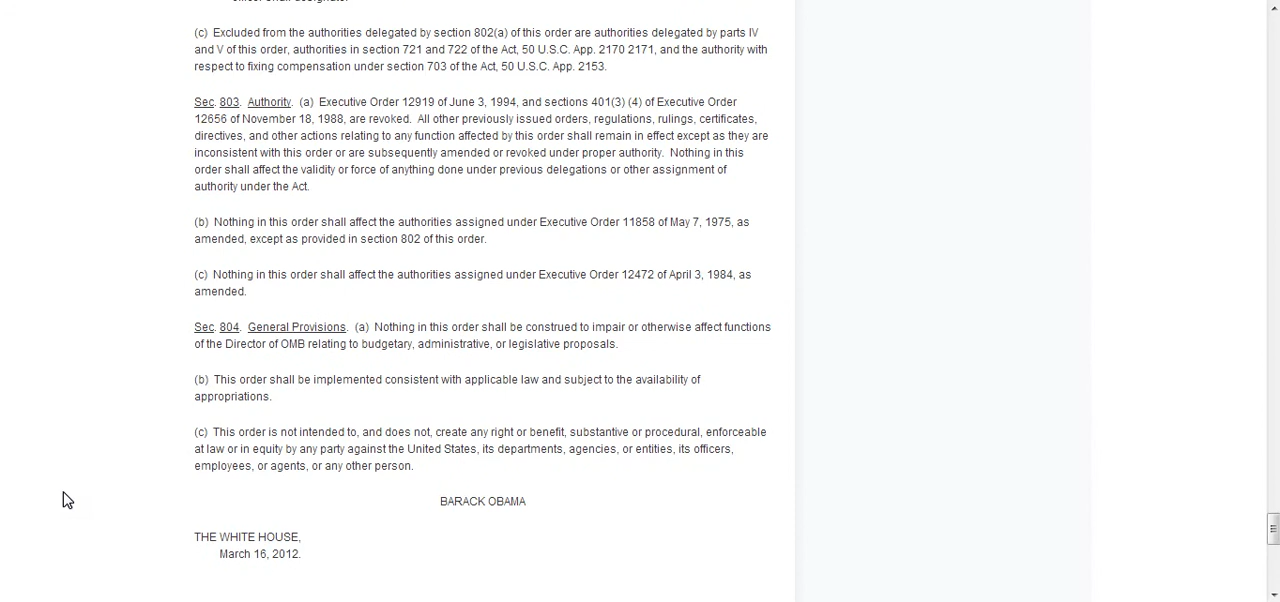 (c) Excluded from the authorities delegated by section 802(a) of this order are authorities delegated by parts IV
and V of this order, authorities in section 721 and 722 of the Act, 50 U.S.C. App. 2170 2171, and the authority with
respect to fixing compensation under section 703 of the Act, 50 U.S.C. App. 2153.
Sec. 803. Authority. (a) Executive Order 12919 of June 3, 1994, and sections 401(3) (4) of Executive Order
12656 of November 18, 1988, are revoked. All other previously issued orders, regulations, rulings, certificates,
directives, and other actions relating to any function affected by this order shall remain in effect except as they are
inconsistent with this order or are subsequently amended or revoked under proper authority. Nothing in this
order shall affect the validity or force of anything done under previous delegations or other assignment of
authority under the Act.
(b) Nothing in this order shall affect the authorities assigned under Executive Order 11858 of May 7, 1975, as
amended, except as provided in section 802 of this order.
(c) Nothing in this order shall affect the authorities assigned under Executive Order 12472 of April 3, 1984, as
amended.
Sec. 804. General Provisions. (a) Nothing in this order shall be construed to impair or otherwise affect functions
of the Director of OMB relating to budgetary, administrative, or legislative proposals.
(b) This order shall be implemented consistent with applicable law and subject to the availability of
appropriations.
(c) This order is not intended to, and does not, create any right or benefit, substantive or procedural, enforceable
at law or in equity by any party against the United States, its departments, agencies, or entities, its officers,
employees, or agents, or any other person.
BARACK OBAMA
THE WHITE HOUSE,
March 16, 2012.